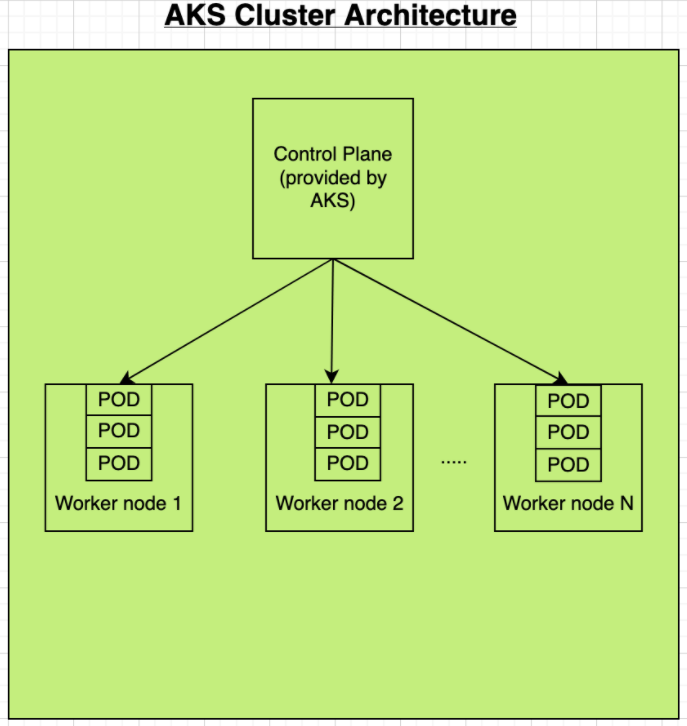 AKS Cluster Architecture
Control Plane
(provided by
AKS)
POD
POD
POD
Worker node 1
POD
POD
POD
Worker node 2
.....
POD
POD
POD
Worker node N